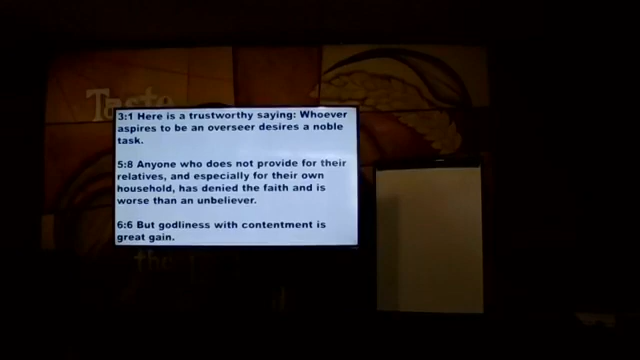 Taste
3:1 Here is a trustworthy saying: Whoever
aspires to be an overseer desires a noble
task.
5:8 Anyone who does not provide for their
relatives, and especially for their own
household, has denied the faith and is
worse than an unbeliever.
6:6 But godliness with contentment is
great gain.
the